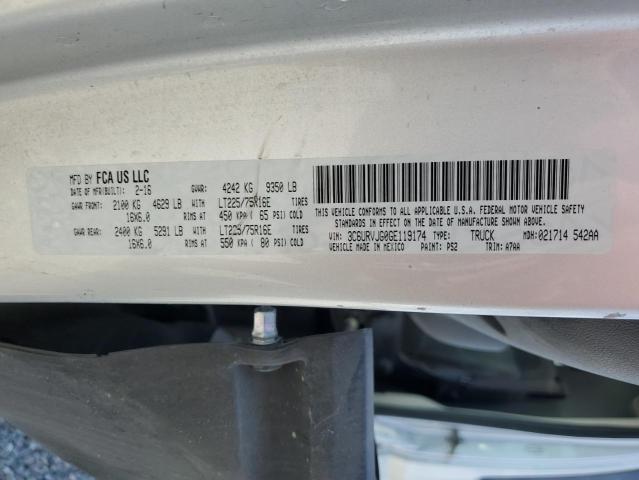 MFD BY FCA US LLC
DATE OF MFR(BUILT): 2-16 GVWR: 4242 KG 9350 LB
GAWR FRONT: 2100 KG 4629 LB WITH LT225/75R16E TIRES
16X6.0 RIMS AT 450 KPA( 65 PSI) COLD
GAWR REAR: 2400 KG 5291 LB WITH LT225/75R16E TIRES
16X6.0 RIMS AT 550 KPA( 80 PSI) COLD
THIS VEHICLE CONFORMS TO ALL APPLICABLE U.S.A. FEDERAL MOTOR VEHICLE SAFETY
STANDARDS IN EFFECT ON THE DATE OF MANUFACTURE SHOWN ABOVE.
VIN: 3C6URVJG0GE119174 TYPE: TRUCK MDH: 021714 542AA
VEHICLE MADE IN MEXICO PAINT: PS2 TRIM: A7AA